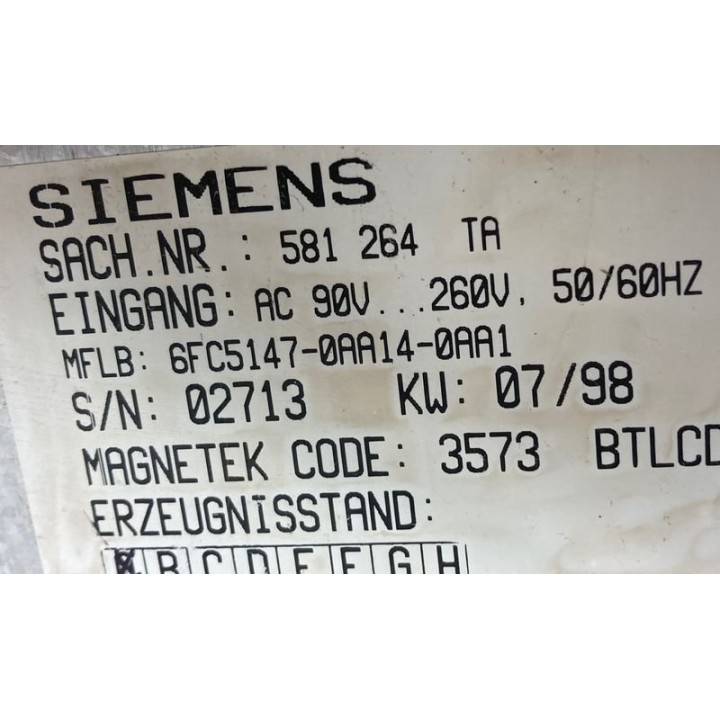 SIEMENS
SACH.NR.: 581 264 TA
EINGANG: AC 90V...260V, 50/60HZ
MFLB: 6FC5147-0AA14-0AA1
S/N: 02713 KW: 07/98
MAGNETEK CODE: 3573 BTLCD
ERZEUGNISSTAND:
B C D E F G H